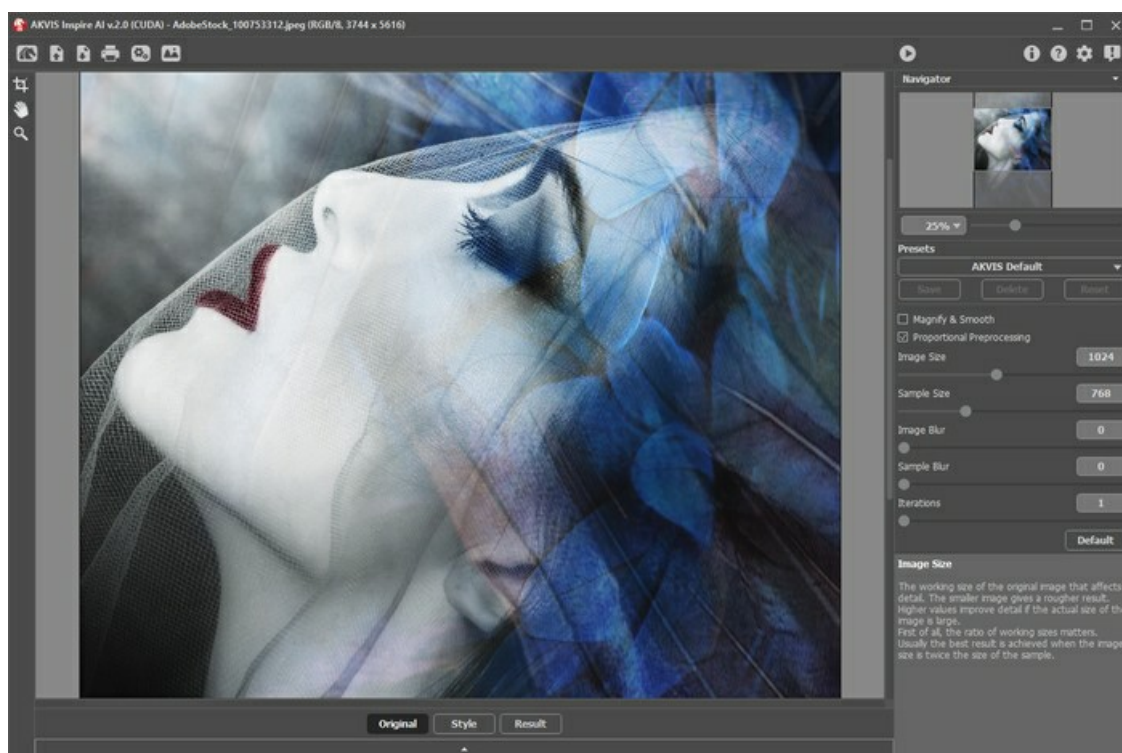 AKVIS Inspire AI v.2.0 (CUDA) - AdobeStock_100753312.jpeg (RGB/8, 3744 x 5616)
Navigator
25%
Presets
AKVIS Default
Save Delete Reset
Magnify & Smooth
Proportional Preprocessing
Image Size 1024
Sample Size 768
Image Blur 0
Sample Blur 0
Iterations 1
Default
Image Size
The working size of the original image that affects
detail. The smaller image gives a rougher result.
Higher values improve detail if the actual size of the
image is large.
First of all, the ratio of working sizes matters.
Usually the best result is achieved when the image
size is twice the size of the sample.
Original Style Result